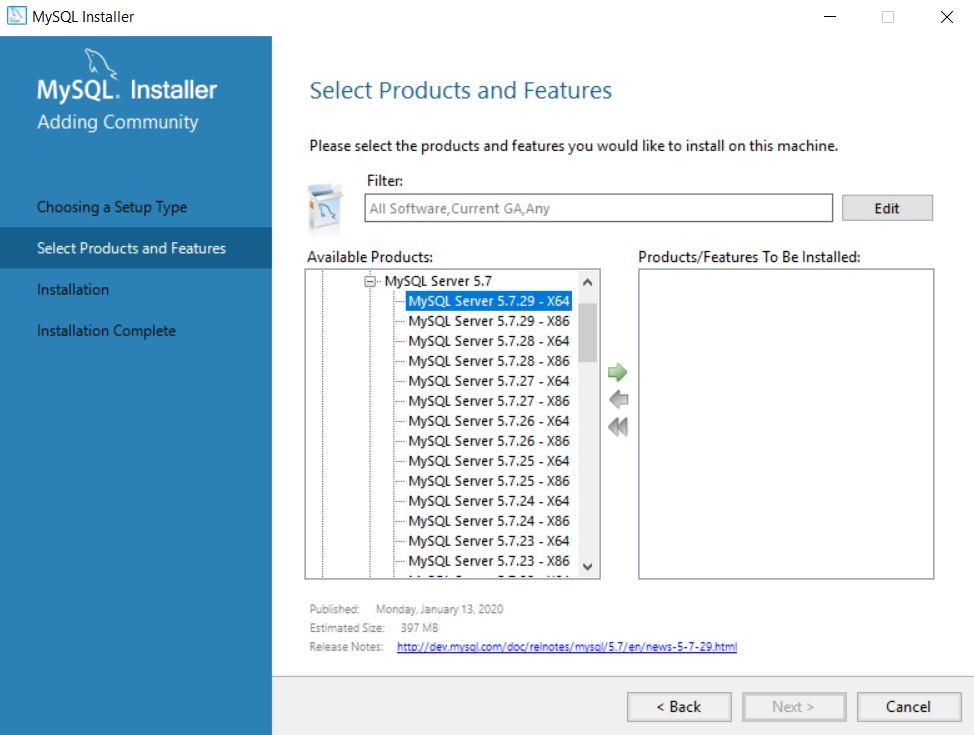 MySQL Installer
MySQL. Installer
Adding Community
Choosing a Setup Type
Select Products and Features
Installation
Installation Complete
Select Products and Features
Please select the products and features you would like to install on this machine.
Filter:
All Software,Current GA,Any
Edit
Available Products:
MySQL Server 5.7
MySQL Server 5.7.29 - X64
MySQL Server 5.7.29 - X86
MySQL Server 5.7.28 - X64
MySQL Server 5.7.28 - X86
MySQL Server 5.7.27 - X64
MySQL Server 5.7.27 - X86
MySQL Server 5.7.26 - X64
MySQL Server 5.7.26 - X86
MySQL Server 5.7.25 - X64
MySQL Server 5.7.25 - X86
MySQL Server 5.7.24 - X64
MySQL Server 5.7.24 - X86
MySQL Server 5.7.23 - X64
MySQL Server 5.7.23 - X86
Products/Features To Be Installed:
Published: Monday, January 13, 2020
Estimated Size: 397 MB
Release Notes: http://dev.mysql.com/doc/relnotes/mysql/5.7/en/news-5-7-29.html
< Back
Next >
Cancel